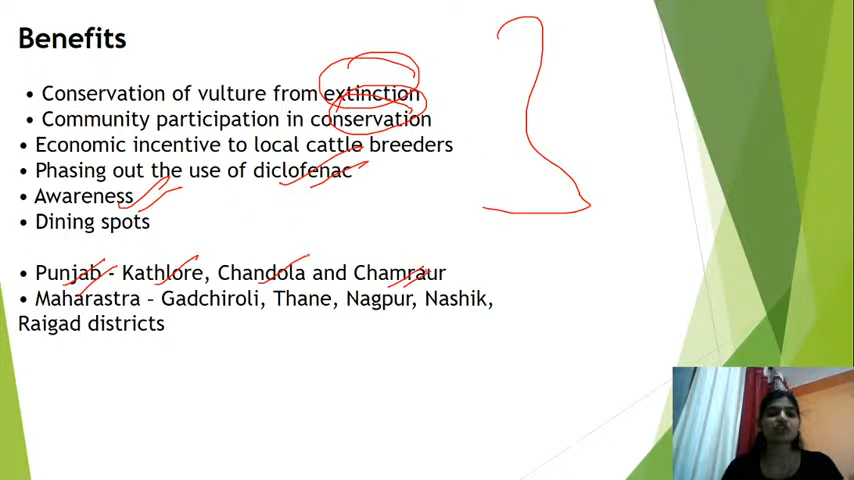 Benefits
• Conservation of vulture from extinction
• Community participation in conservation
• Economic incentive to local cattle breeders
• Phasing out the use of diclofenac
• Awareness
• Dining spots
• Punjab - Kathlore, Chandola and Chamraur
• Maharastra – Gadchiroli, Thane, Nagpur, Nashik,
Raigad districts